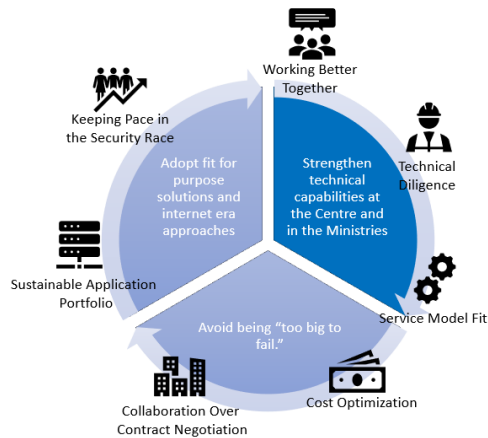 Working Better
Together
Keeping Pace in
the Security Race
Adopt fit for
purpose
solutions and
internet era
approaches
Strengthen
technical
capabilities at
the Centre and
in the Ministries
Technical
Diligence
Sustainable Application
Portfolio
Service Model Fit
Avoid being “too big to
fail.”
Cost Optimization
Collaboration Over
Contract Negotiation